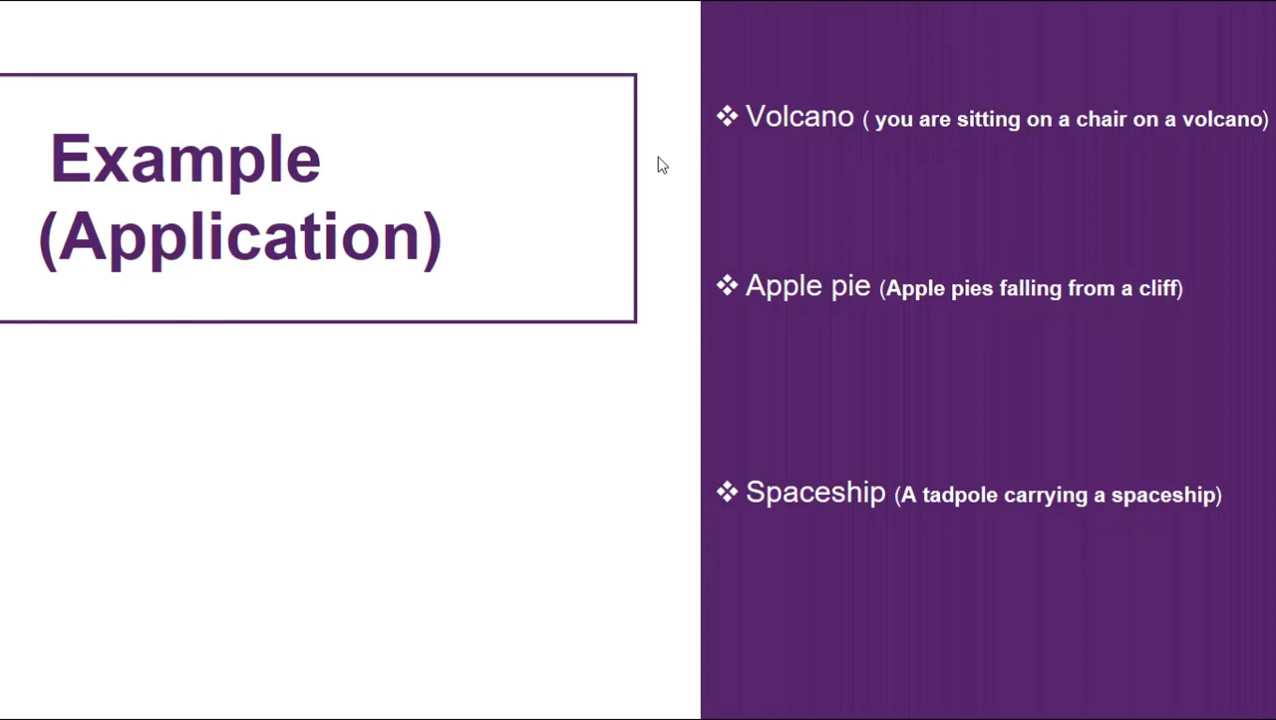 Example
(Application)
❖ Volcano ( you are sitting on a chair on a volcano)
❖ Apple pie (Apple pies falling from a cliff)
❖ Spaceship (A tadpole carrying a spaceship)